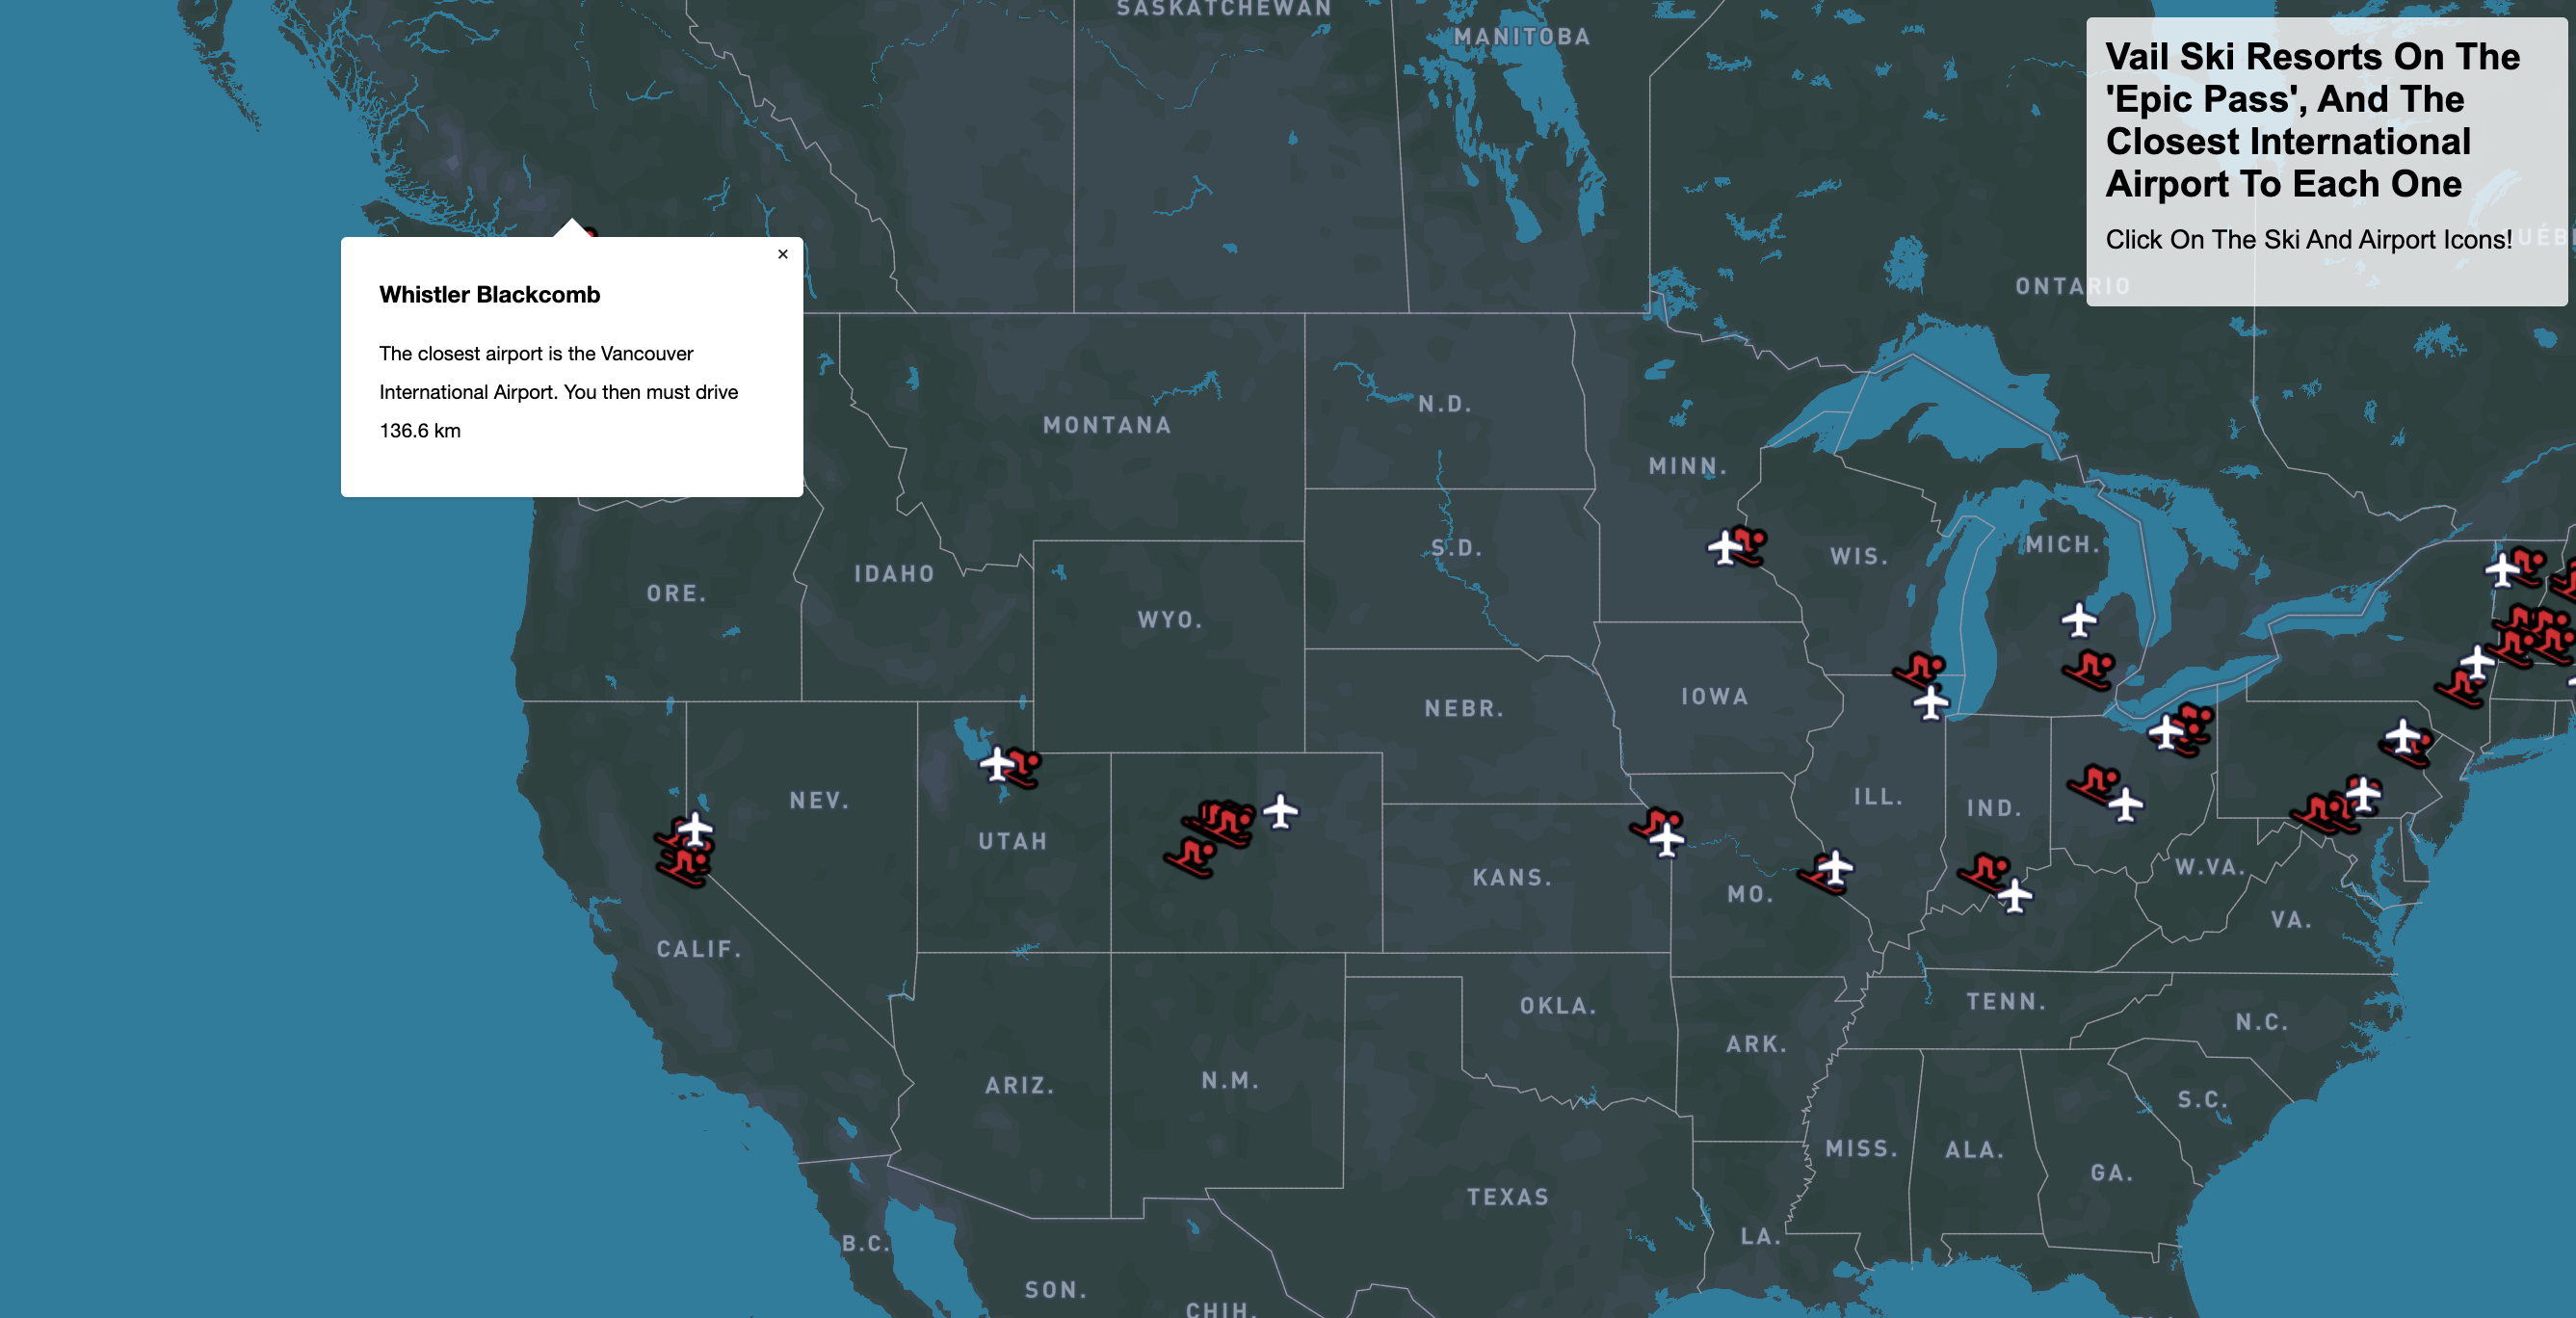 SASKATCHEWAN
MANITOBA
Vail Ski Resorts On The
'Epic Pass', And The
Closest International
Airport To Each One
Click On The Ski And Airport Icons!
ONTARIO
×
Whistler Blackcomb
The closest airport is the Vancouver
International Airport. You then must drive
136.6 km
MONTANA
N.D.
MINN.
S.D.
WIS.
MICH.
ORE.
IDAHO
WYO.
NEBR.
IOWA
NEV.
UTAH
ILL.
IND.
KANS.
MO.
W.VA.
VA.
CALIF.
OKLA.
TENN.
N.C.
ARK.
ARIZ.
N.M.
S.C.
MISS.
ALA.
GA.
TEXAS
LA.
B.C.
SON.
CHIH.